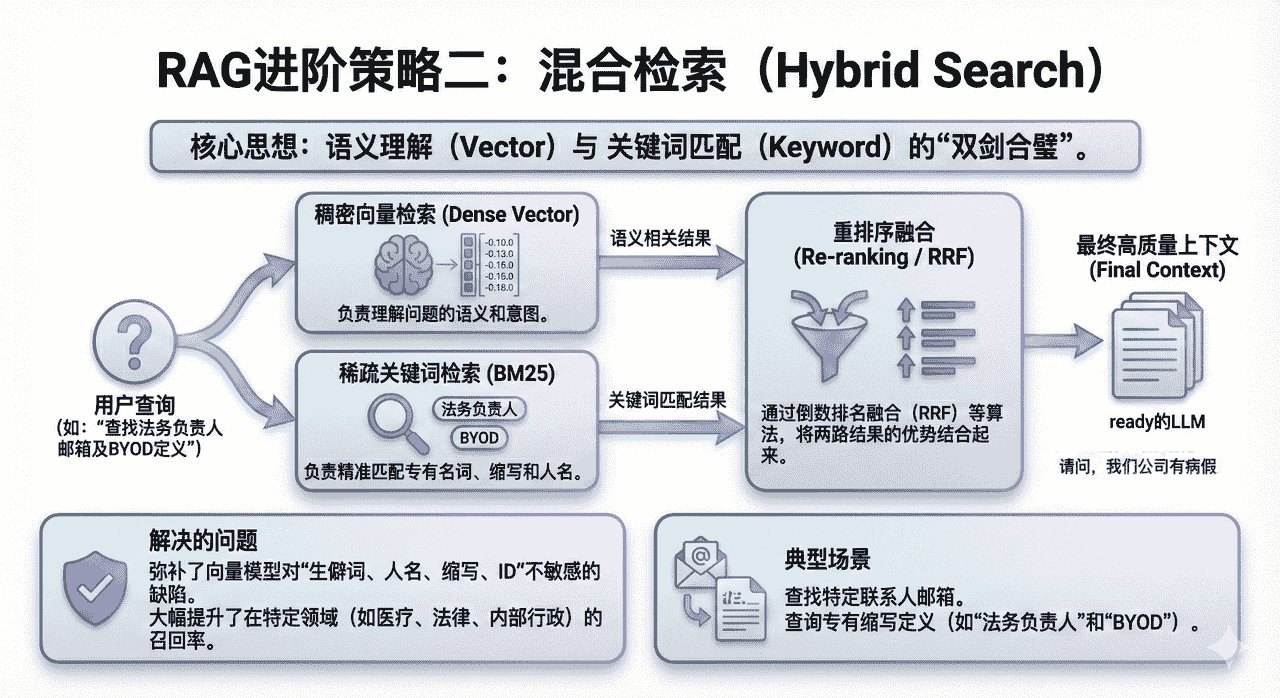 RAG进阶策略二：混合检索（Hybrid Search）
核心思想：语义理解（Vector）与 关键词匹配（Keyword）的“双剑合璧”。
稠密向量检索 (Dense Vector)
-0.10.0
-0.13.0
-0.16.0
-0.16.0
-0.18.0
负责理解问题的语义和意图。
语义相关结果
用户查询
（如：“查找法务负责人
邮箱及BYOD定义”）
稀疏关键词检索 (BM25)
法务负责人
BYOD
负责精准匹配专有名词、缩写和人名。
关键词匹配结果
重排序融合
(Re-ranking / RRF)
通过倒数排名融合（RRF）等算
法，将两路结果的优势结合起
来。
最终高质量上下文
(Final Context)
ready的LLM
请问，我们公司有病假
解决的问题
弥补了向量模型对“生僻词、人名、缩写、ID”不敏感的
缺陷。
大幅提升了在特定领域（如医疗、法律、内部行政）的
召回率。
典型场景
@
查找特定联系人邮箱。
查询专有缩写定义（如“法务负责人”和“BYOD”）。